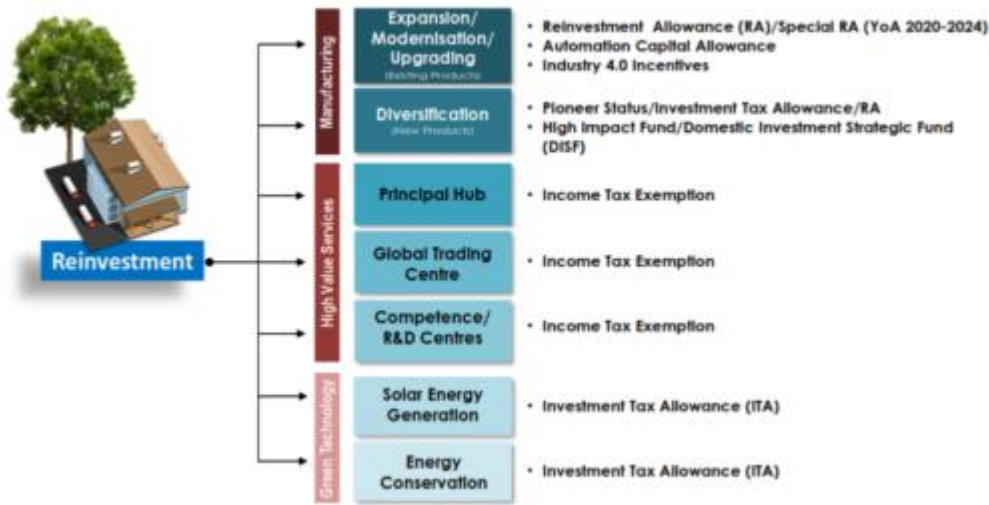 Reinvestment
Manufacturing
Expansion/
Modernisation/
Upgrading
(Existing Products)
• Reinvestment Allowance (RA)/Special RA (YoA 2020-2024)
• Automation Capital Allowance
• Industry 4.0 Incentives
Diversification
(New Products)
• Pioneer Status/Investment Tax Allowance/RA
• High Impact Fund/Domestic Investment Strategic Fund
(DISF)
High Value Services
Principal Hub
• Income Tax Exemption
Global Trading
Centre
• Income Tax Exemption
Competence/
R&D Centres
• Income Tax Exemption
Green Technology
Solar Energy
Generation
• Investment Tax Allowance (ITA)
Energy
Conservation
• Investment Tax Allowance (ITA)